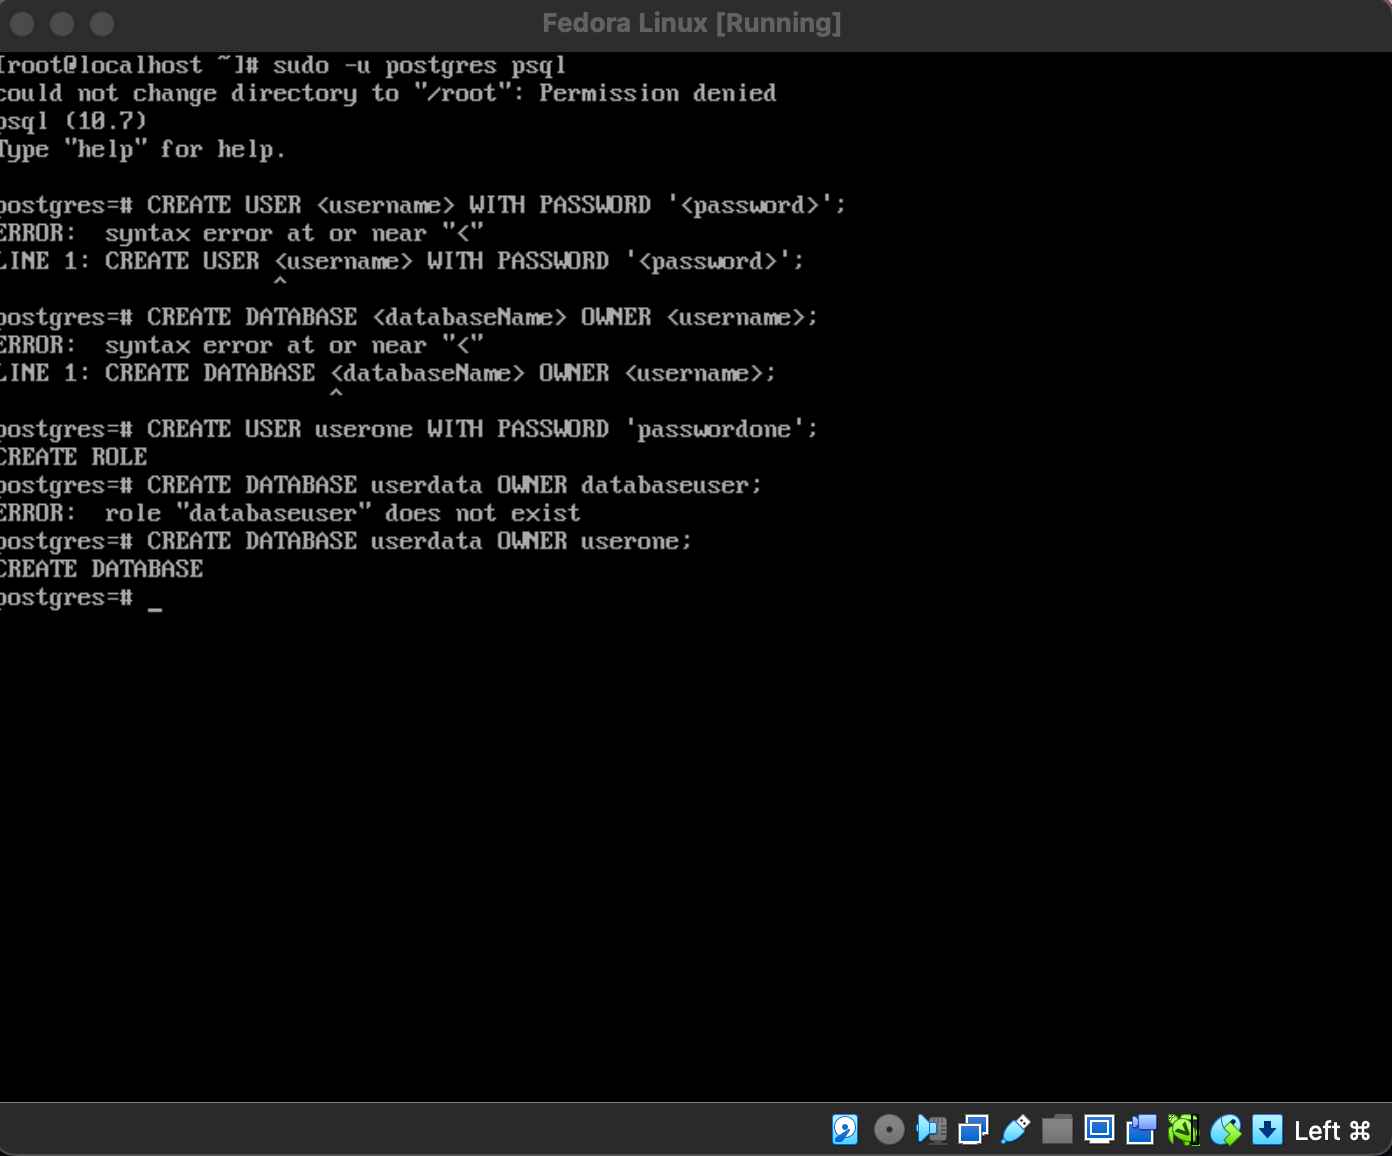 Fedora Linux [Running]
[root@localhost ~]# sudo -u postgres psql
could not change directory to "/root": Permission denied
psql (10.7)
Type "help" for help.
postgres=# CREATE USER <username> WITH PASSWORD '<password>';
ERROR:  syntax error at or near "<"
LINE 1: CREATE USER <username> WITH PASSWORD '<password>';
^
postgres=# CREATE DATABASE <databaseName> OWNER <username>;
ERROR:  syntax error at or near "<"
LINE 1: CREATE DATABASE <databaseName> OWNER <username>;
^
postgres=# CREATE USER userone WITH PASSWORD 'passwordone';
CREATE ROLE
postgres=# CREATE DATABASE userdata OWNER databaseuser;
ERROR:  role "databaseuser" does not exist
postgres=# CREATE DATABASE userdata OWNER userone;
CREATE DATABASE
postgres=# _
Left ⌘